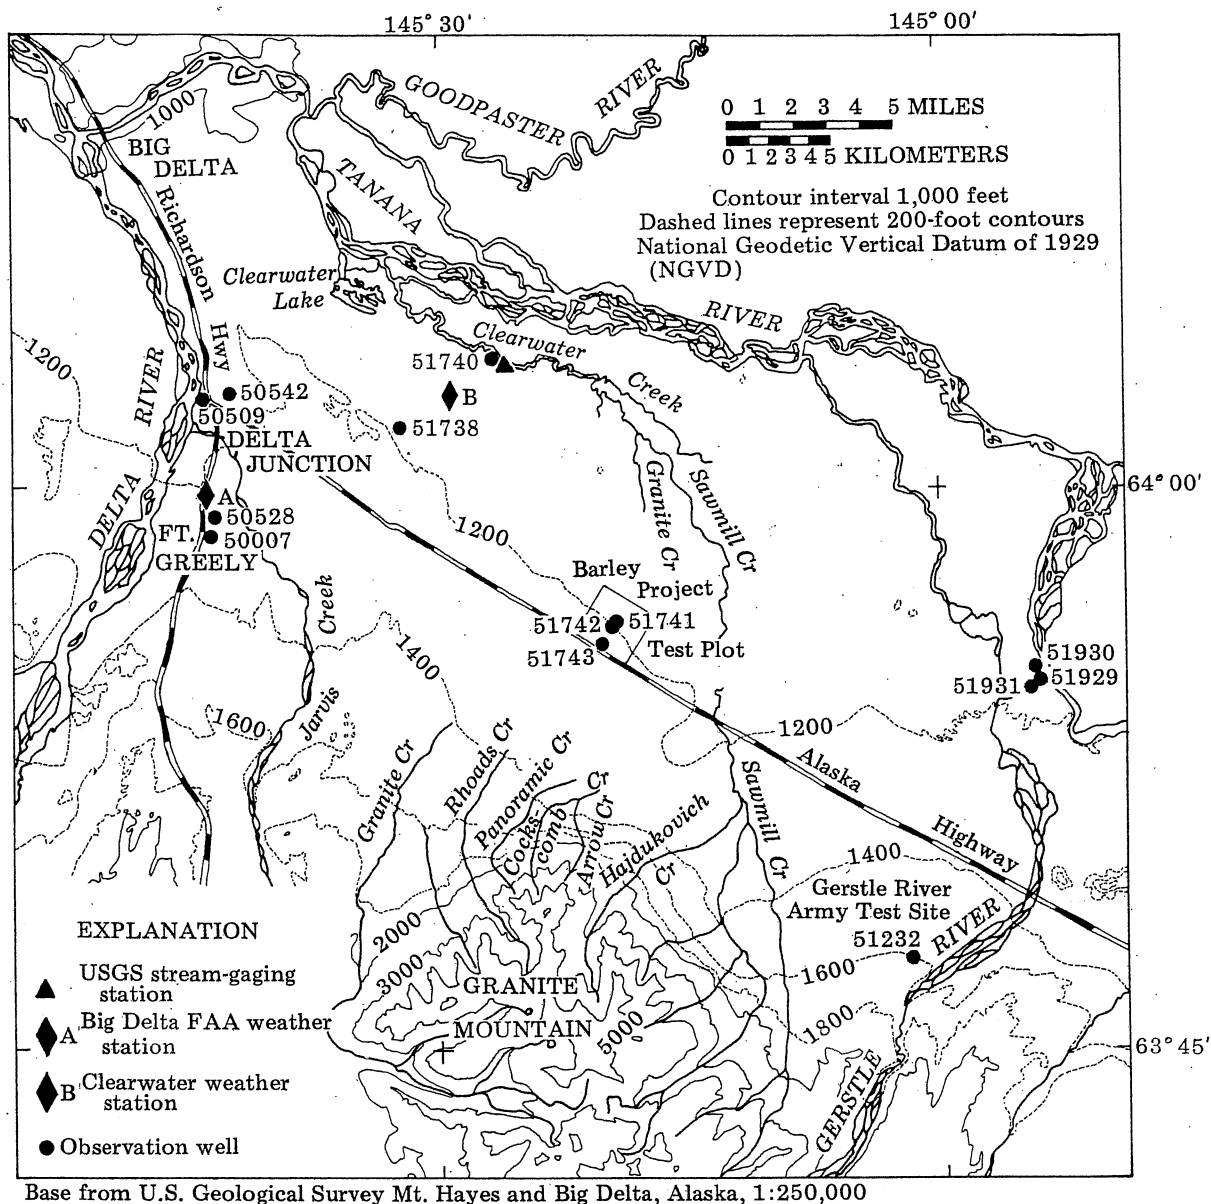 145° 30'
145° 00'
GOODPASTER RIVER
0 1 2 3 4 5 MILES
0 1 2 3 4 5 KILOMETERS
1000
BIG
DELTA
TANANA
Contour interval 1,000 feet
Dashed lines represent 200-foot contours
National Geodetic Vertical Datum of 1929
(NGVD)
Richardson
Hwy
Clearwater
Lake
RIVER
Clearwater
Creek
1200
51740
B
50542
50509
51738
RIVER
DELTA
JUNCTION
DELTA
A
50528
50007
FT.
GREELY
64° 00'
Granite Cr
Sawmill Cr
1200
Barley
Project
51742
51741
51743
Test Plot
Creek
Jarvis
1400
1600
51930
51929
51931
1200
Alaska
Highway
Granite Cr
Rhoads Cr
Panoramic Cr
Cr
Cocks-
comb
Arrow Cr
Hajdukovich
Cr
Sawmill Cr
1400
Gerstle River
Army Test Site
51232
RIVER
2000
3000
1600
1800
GRANITE
MOUNTAIN
5000
GERSTLE
63° 45'
EXPLANATION
USGS stream-gaging
station
A Big Delta FAA weather
station
B Clearwater weather
station
Observation well
Base from U.S. Geological Survey Mt. Hayes and Big Delta, Alaska, 1:250,000